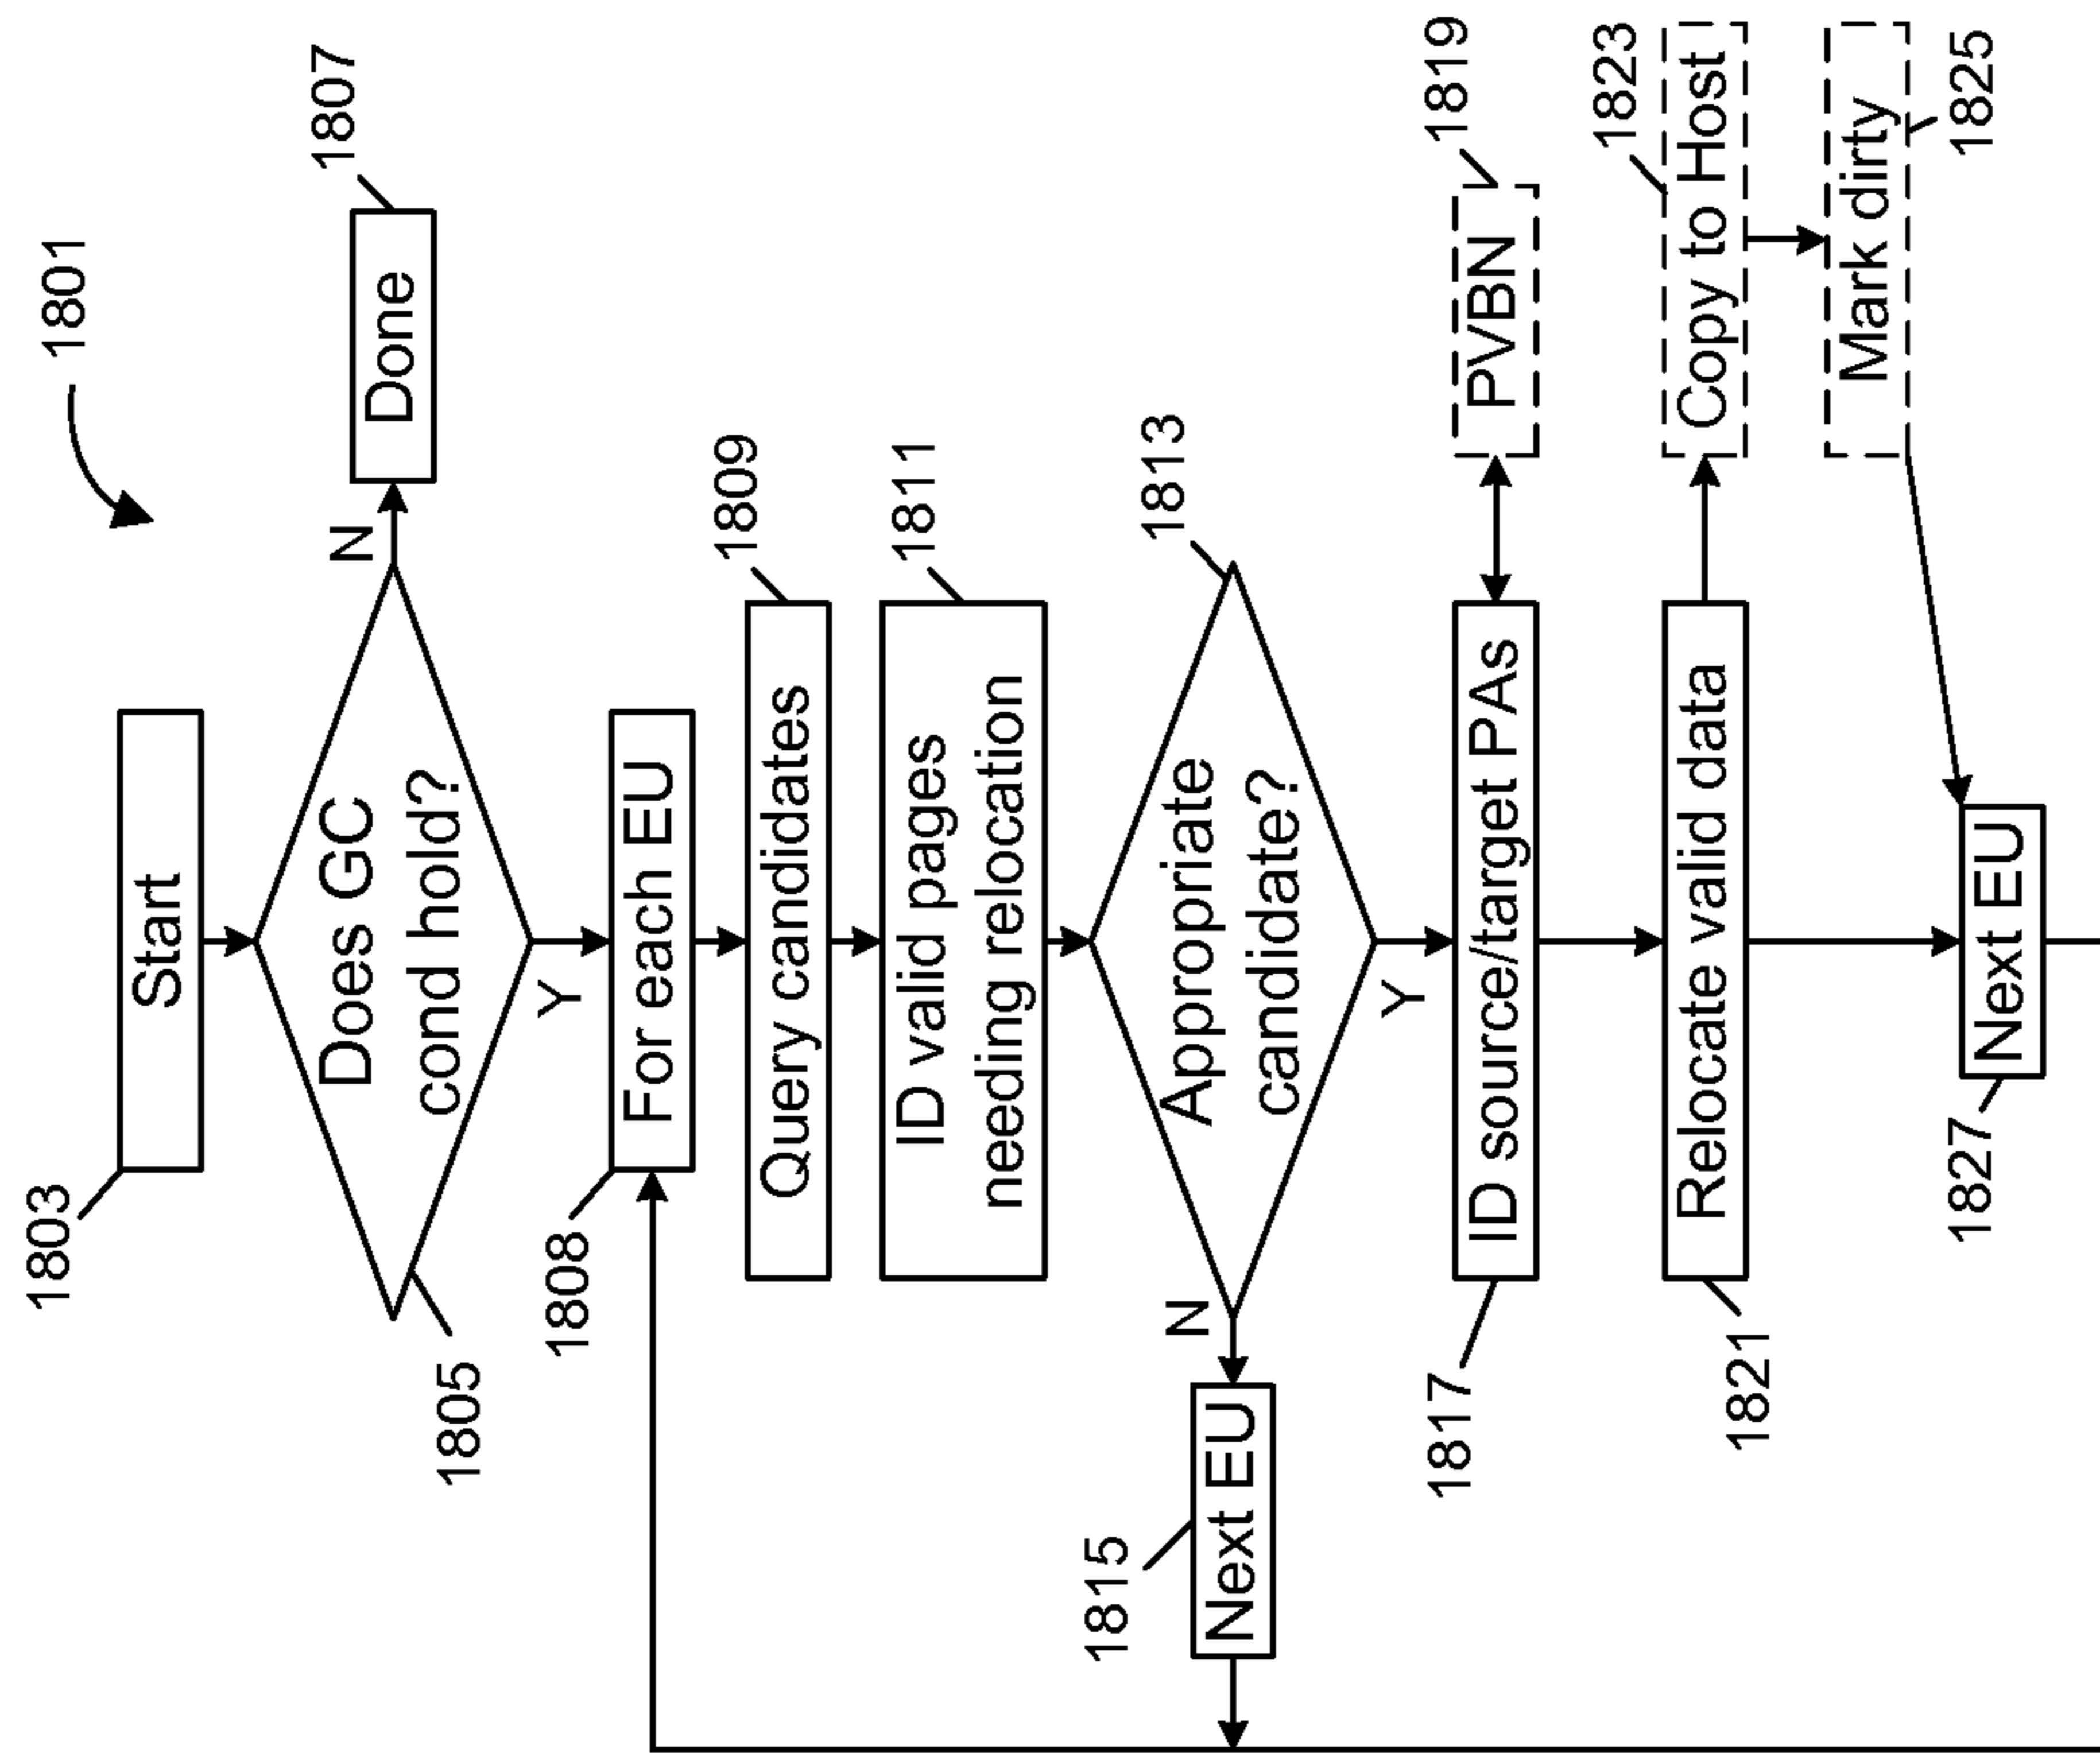 1801
1803
Start
1805
Does GC
cond hold?
N
1807
Done
Y
1808
For each EU
1809
Query candidates
1811
ID valid pages
needing relocation
1813
Appropriate
candidate?
N
1815
Next EU
Y
1817
ID source/target PAs
1819
PVBN
1821
Relocate valid data
1823
Copy to Host
Mark dirty
1825
1827
Next EU